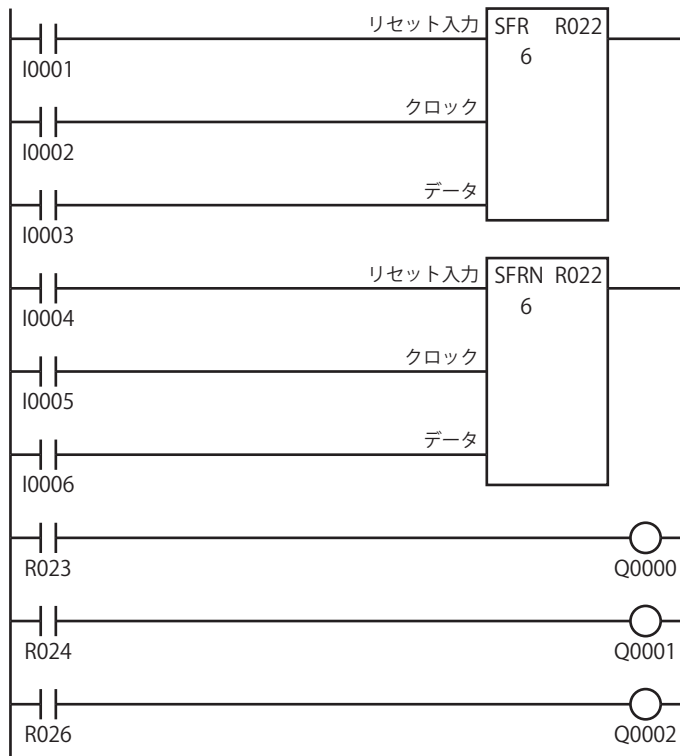 リセット入力 SFR R022
6
I0001
クロック
I0002
データ
I0003
リセット入力 SFRN R022
6
I0004
クロック
I0005
データ
I0006
R023 Q0000
R024 Q0001
R026 Q0002